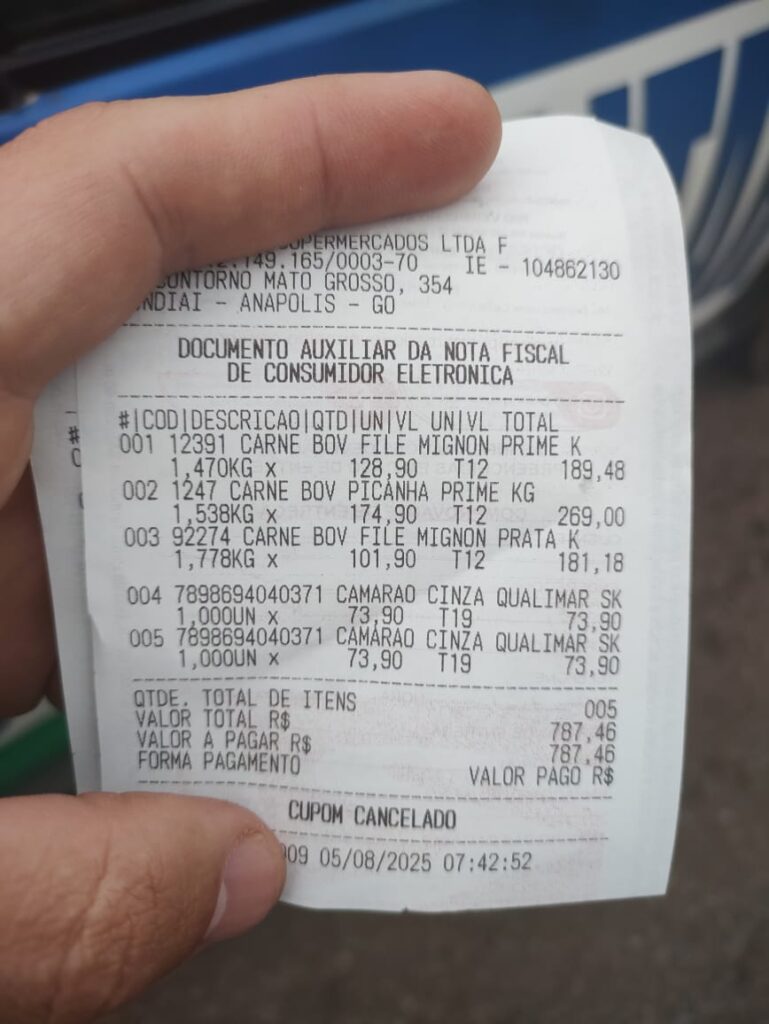 SUPERMERCADOS LTDA F
.149.165/0003-70 IE - 104862130
CONTORNO MATO GROSSO, 354
NDIAI - ANAPOLIS - GO
DOCUMENTO AUXILIAR DA NOTA FISCAL
DE CONSUMIDOR ELETRONICA
#|COD|DESCRICAO|QTD|UN|VL UN|VL TOTAL
001 12391 CARNE BOV FILE MIGNON PRIME K
1,470KG x 128,90 T12 189,48
002 1247 CARNE BOV PICANHA PRIME KG
1,538KG x 174,90 T12 269,00
003 92274 CARNE BOV FILE MIGNON PRATA K
1,778KG x 101,90 T12 181,18
004 7898694040371 CAMARAO CINZA QUALIMAR SK
1,000UN x 73,90 T19 73,90
005 7898694040371 CAMARAO CINZA QUALIMAR SK
1,000UN x 73,90 T19 73,90
QTDE. TOTAL DE ITENS 005
VALOR TOTAL R$ 787,46
VALOR A PAGAR R$ 787,46
FORMA PAGAMENTO VALOR PAGO R$
CUPOM CANCELADO
909 05/08/2025 07:42:52